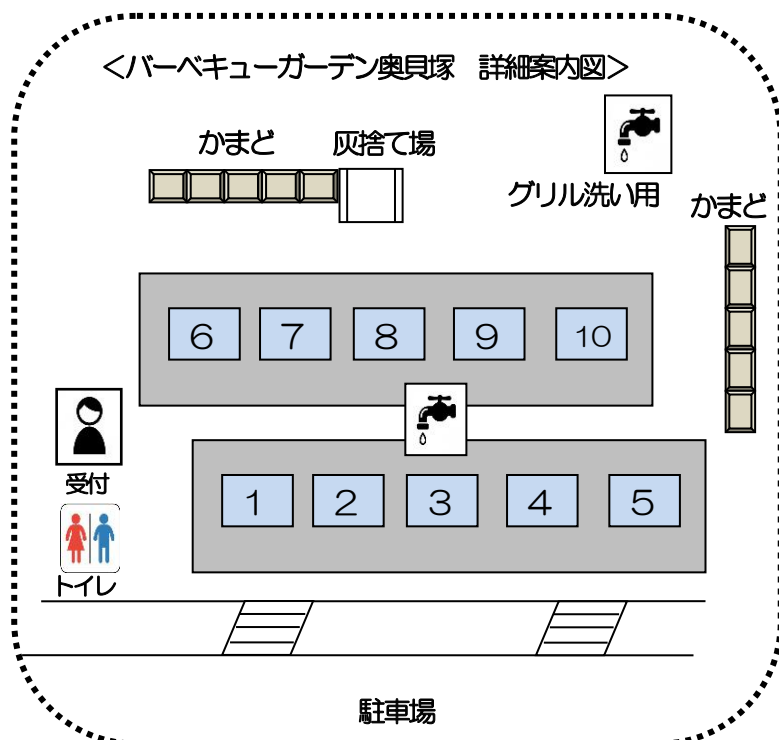 <バーベキューガーデン奥貝塚　詳細案内図>
かまど
灰捨て場
グリル洗い用
かまど
6
7
8
9
10
受付
1
2
3
4
5
トイレ
駐車場